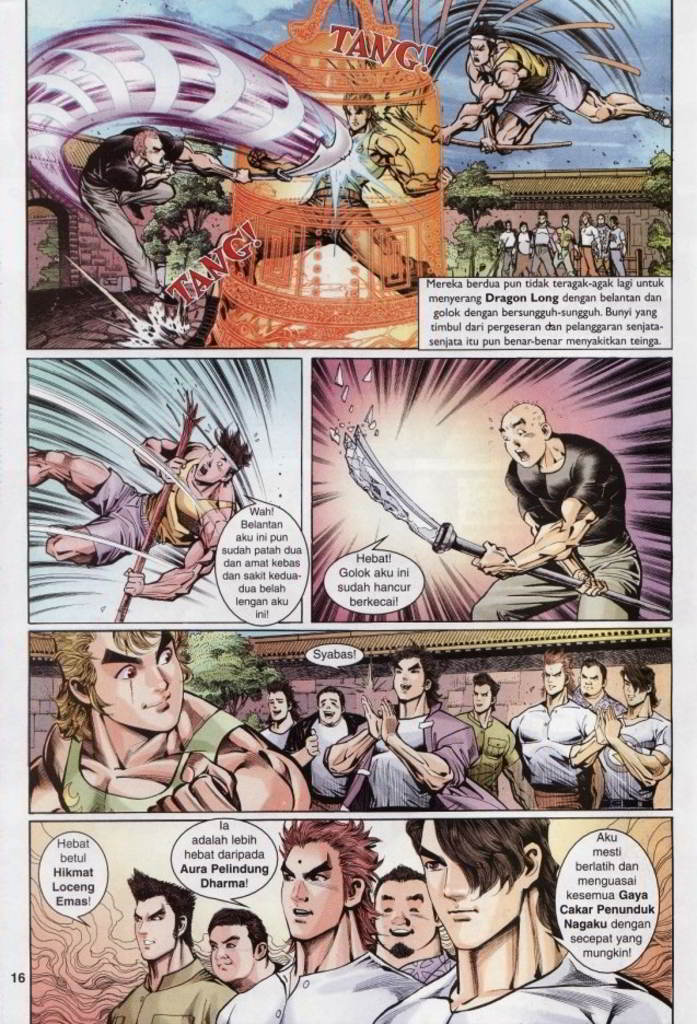 TANG!
TANG!
Mereka berdua pun tidak teragak-agak lagi untuk
menyerang Dragon Long dengan belantan dan
golok dengan bersungguh-sungguh. Bunyi yang
timbul dari pergeseran dan pelanggaran senjata-
senjata itu pun benar-benar menyakitkan teinga.
Wah!
Belantan
aku ini pun
sudah patah dua
dan amat kebas
dan sakit kedua-
dua belah
lengan aku!
Hebat!
Golok aku ini
sudah hancur
berkecai!
Syabas!
Hebat
betul
Hikmat
Loceng
Emas!
Ia
adalah lebih
hebat daripada
Aura Pelindung
Dharma!
Aku
mesti
berlatih dan
menguasai
kesemua Gaya
Cakar Penunduk
Nagaku dengan
secepat yang
mungkin!
16